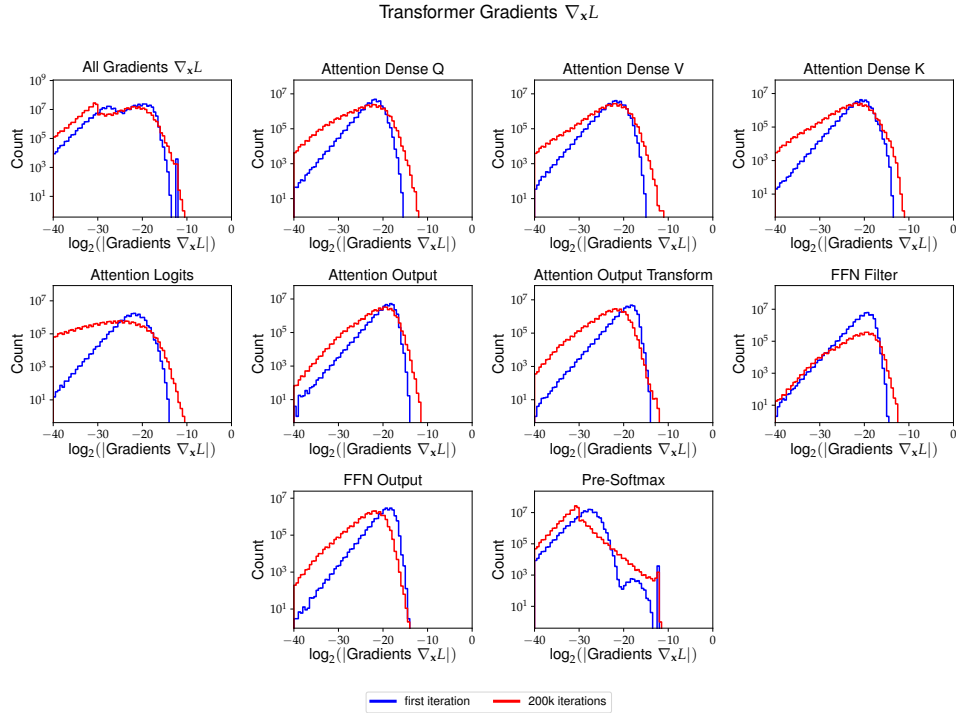 Transformer Gradients ∇ₓL
All Gradients ∇ₓL
Attention Dense Q
Attention Dense V
Attention Dense K
10⁹
10⁷
10⁵
10³
10¹
Count
−40 −30 −20 −10 0
log₂(|Gradients ∇ₓL|)
10⁷
10⁵
10³
10¹
Count
−40 −30 −20 −10 0
log₂(|Gradients ∇ₓL|)
10⁷
10⁵
10³
10¹
Count
−40 −30 −20 −10 0
log₂(|Gradients ∇ₓL|)
10⁷
10⁵
10³
10¹
Count
−40 −30 −20 −10 0
log₂(|Gradients ∇ₓL|)
Attention Logits
Attention Output
Attention Output Transform
FFN Filter
10⁷
10⁵
10³
10¹
Count
−40 −30 −20 −10 0
log₂(|Gradients ∇ₓL|)
10⁷
10⁵
10³
10¹
Count
−40 −30 −20 −10 0
log₂(|Gradients ∇ₓL|)
10⁷
10⁵
10³
10¹
Count
−40 −30 −20 −10 0
log₂(|Gradients ∇ₓL|)
10⁷
10⁵
10³
10¹
Count
−40 −30 −20 −10 0
log₂(|Gradients ∇ₓL|)
FFN Output
Pre-Softmax
10⁷
10⁵
10³
10¹
Count
−40 −30 −20 −10 0
log₂(|Gradients ∇ₓL|)
10⁷
10⁵
10³
10¹
Count
−40 −30 −20 −10 0
log₂(|Gradients ∇ₓL|)
first iteration
200k iterations